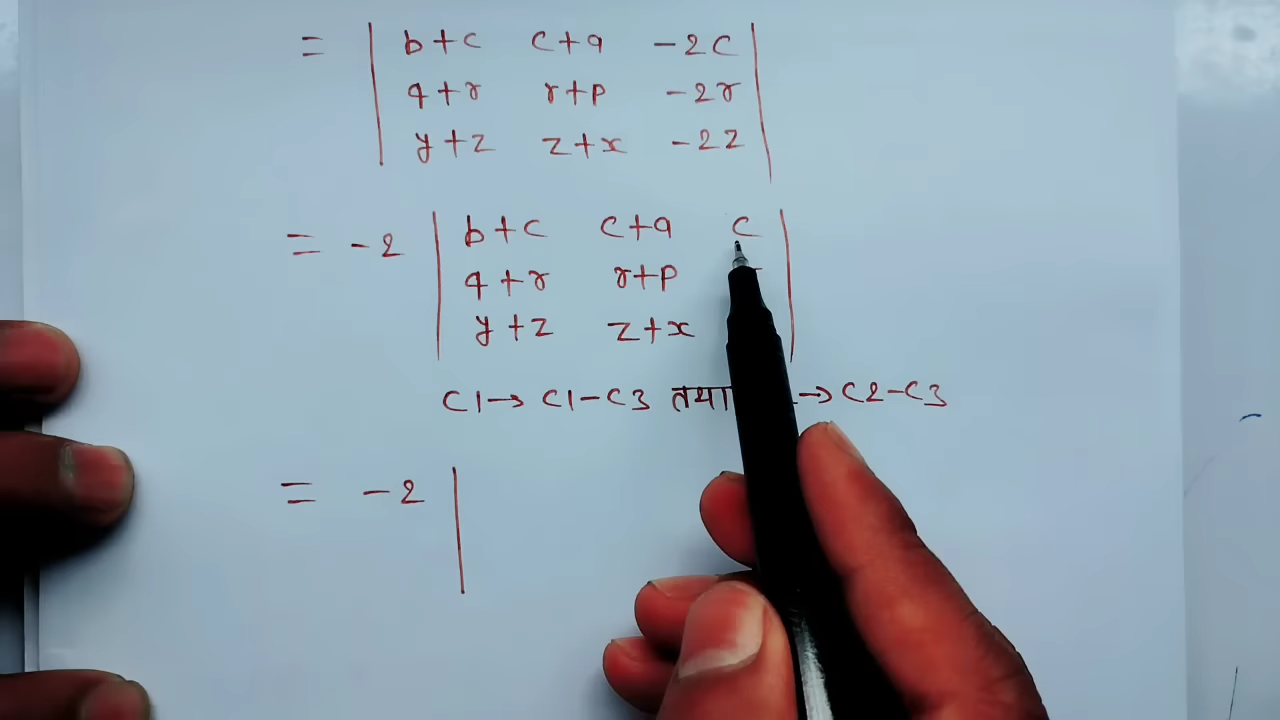 = | b+c c+a -2c |
| q+r r+p -2r |
| y+z z+x -2z |
= -2 | b+c c+a c |
| q+r r+p |
| y+z z+x |
C1→ C1-C3 तथा → C2-C3
= -2 |